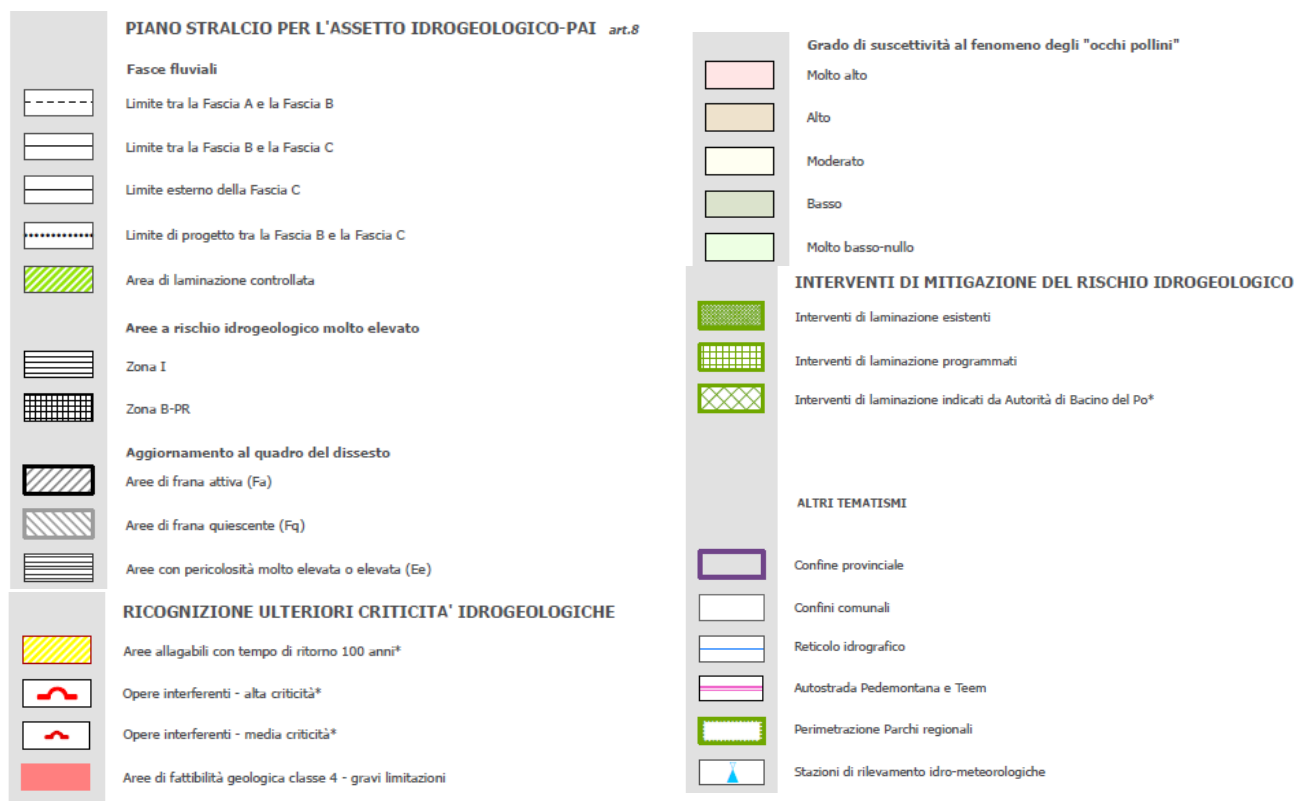 PIANO STRALCIO PER L'ASSETTO IDROGEOLOGICO-PAI art.8
Fasce fluviali
Limite tra la Fascia A e la Fascia B
Limite tra la Fascia B e la Fascia C
Limite esterno della Fascia C
Limite di progetto tra la Fascia B e la Fascia C
Area di laminazione controllata
Aree a rischio idrogeologico molto elevato
Zona I
Zona B-PR
Aggiornamento al quadro del dissesto
Aree di frana attiva (Fa)
Aree di frana quiescente (Fq)
Aree con pericolosità molto elevata o elevata (Ee)
RICOGNIZIONE ULTERIORI CRITICITA' IDROGEOLOGICHE
Aree allagabili con tempo di ritorno 100 anni*
Opere interferenti - alta criticità*
Opere interferenti - media criticità*
Aree di fattibilità geologica classe 4 - gravi limitazioni
Grado di suscettività al fenomeno degli "occhi pollini"
Molto alto
Alto
Moderato
Basso
Molto basso-nullo
INTERVENTI DI MITIGAZIONE DEL RISCHIO IDROGEOLOGICO
Interventi di laminazione esistenti
Interventi di laminazione programmati
Interventi di laminazione indicati da Autorità di Bacino del Po*
ALTRI TEMATISMI
Confine provinciale
Confini comunali
Reticolo idrografico
Autostrada Pedemontana e Teem
Perimetrazione Parchi regionali
Stazioni di rilevamento idro-meteorologiche